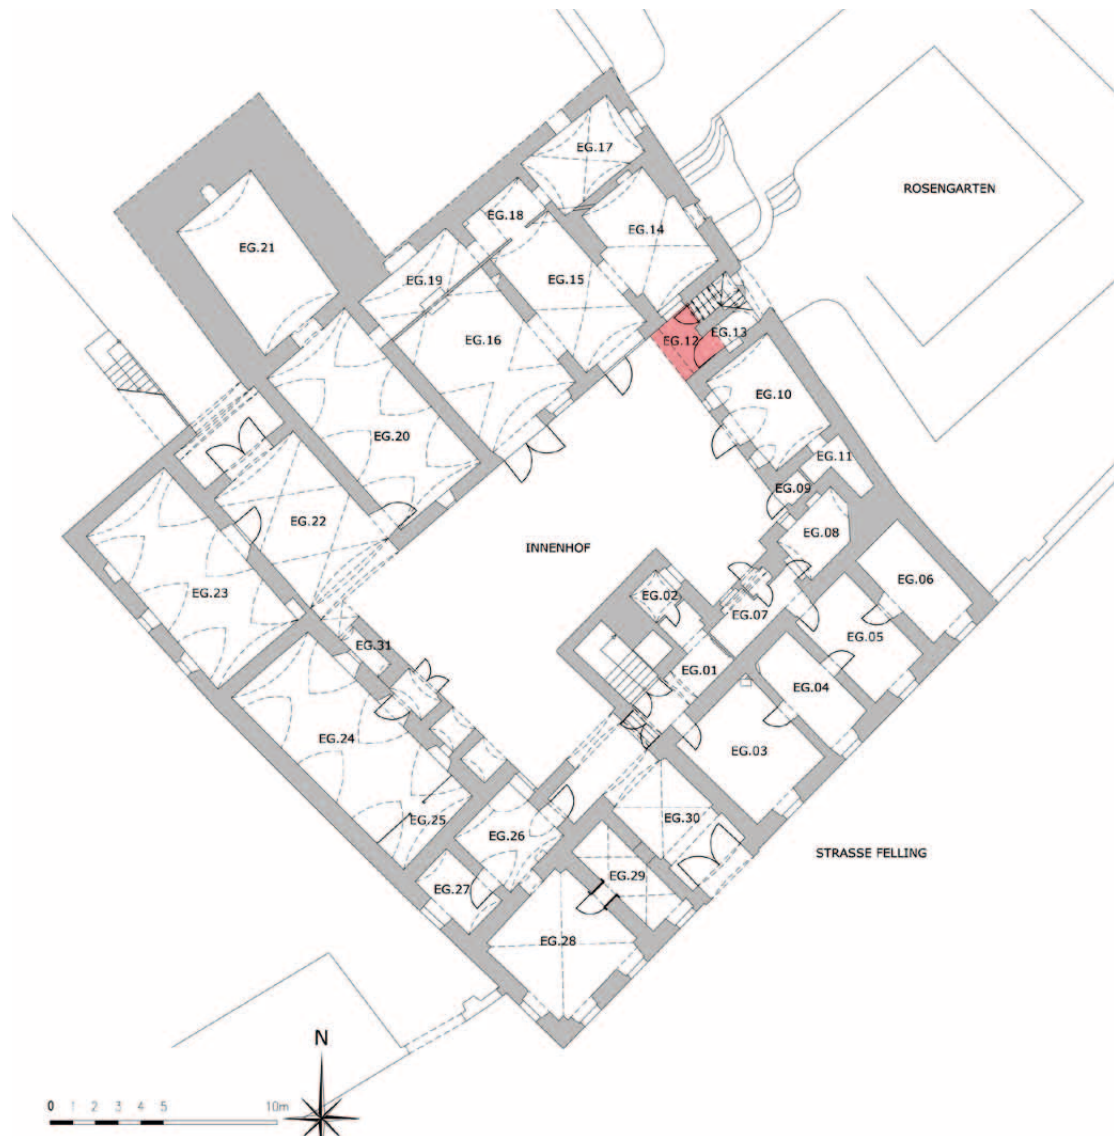 EG.17
ROSENGARTEN
EG.18
EG.14
EG.21
EG.19
EG.15
EG.13
EG.16
EG.12
EG.10
EG.20
EG.11
EG.09
EG.22
EG.08
INNENHOF
EG.06
EG.23
EG.02
EG.07
EG.05
EG.31
EG.01
EG.04
EG.24
EG.03
EG.25
EG.30
EG.26
STRASSE FELLING
EG.29
EG.27
EG.28
N
0 1 2 3 4 5 10m